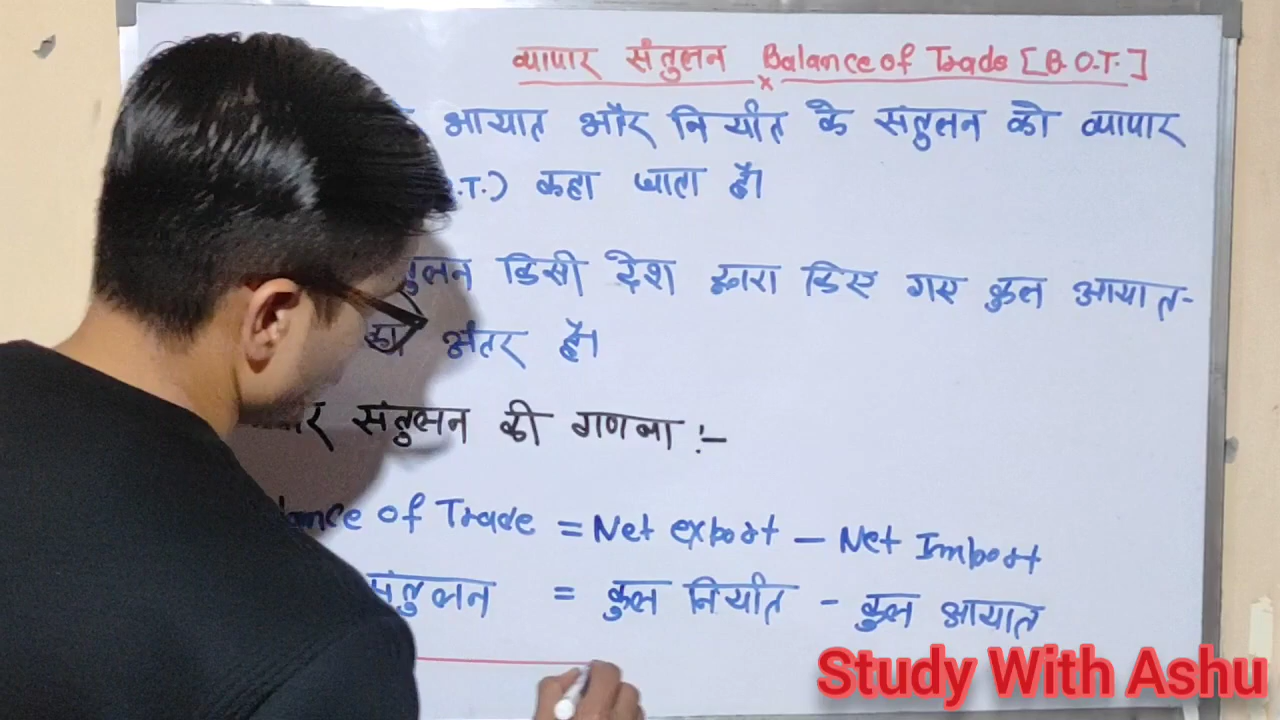 व्यापार संतुलन Balance of Trade [B.O.T.]
आयात और निर्यात के संतुलन को व्यापार
.T.) कहा जाता है।
तुलन किसी देश द्वारा किए गए कुल आयात-
का अंतर है।
संतुलन की गणना :-
of Trade = Net export - Net Import
संतुलन = कुल निर्यात - कुल आयात
Study With Ashu